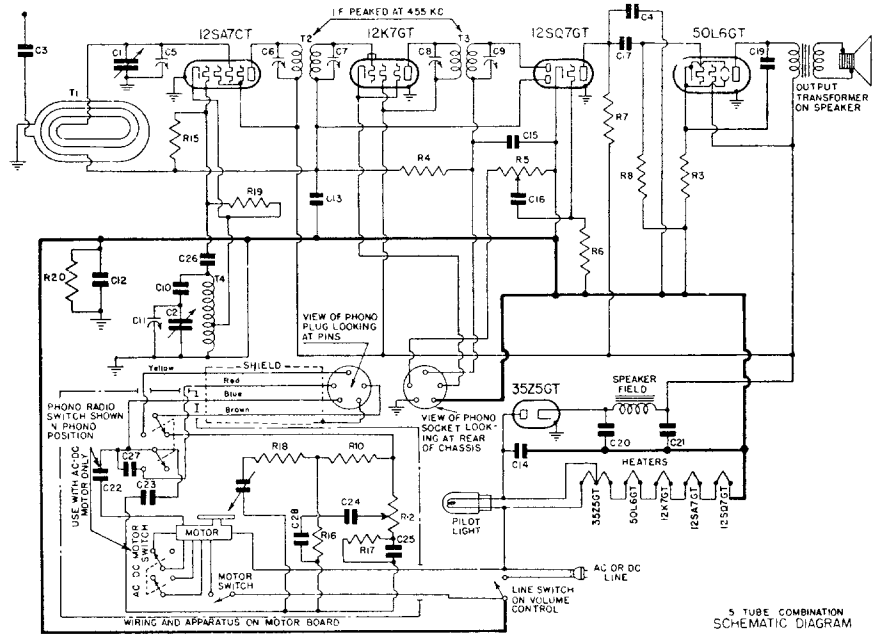 I F PEAKED AT 455 KC
C4
12SA7CT
12K7GT
12SQ7GT
50L6GT
C3
C1
C5
C6
T2
C7
C8
T3
C9
C17
C19
T1
OUTPUT
TRANSFORMER
ON SPEAKER
R15
C15
R7
R4
R5
R8
R3
R19
C13
C16
R6
C26
R20
C12
C10
T4
C11
C2
VIEW OF PHONO
PLUG LOOKING
AT PINS
Yellow
SHIELD
Red
Blue
Brown
35Z5GT
SPEAKER
FIELD
PHONO RADIO
SWITCH SHOWN
'N PHONO
POSITION
VIEW OF PHONO
SOCKET LOOK-
ING AT REAR
OF CHASSIS
C20
C21
C14
R18
R10
HEATERS
USE WITH AC-DC
MOTOR ONLY
C27
C22
C23
35Z5GT
50L6GT
12K7GT
12SA7GT
12SQ7GT
PILOT
LIGHT
C24
R12
C28
R16
R17
C25
MOTOR
AC-DC MOTOR
SWITCH
MOTOR
SWITCH
AC OR DC
LINE
LINE SWITCH
ON VOLUME
CONTROL
WIRING AND APPARATUS ON MOTOR BOARD
5 TUBE COMBINATION
SCHEMATIC DIAGRAM